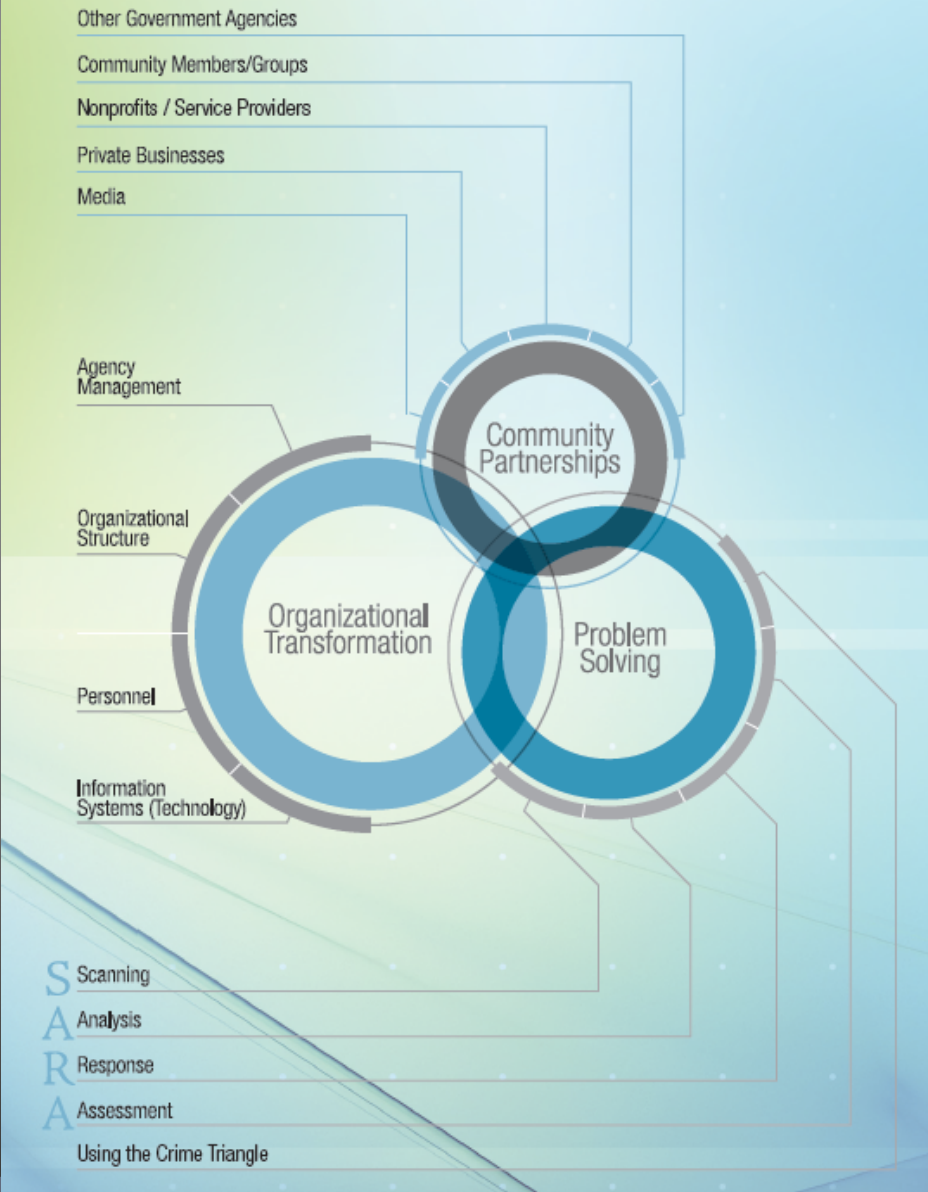 Other Government Agencies
Community Members/Groups
Nonprofits / Service Providers
Private Businesses
Media
Agency
Management
Community
Partnerships
Organizational
Structure
Organizational
Transformation
Problem
Solving
Personnel
Information
Systems (Technology)
S Scanning
A Analysis
R Response
A Assessment
Using the Crime Triangle